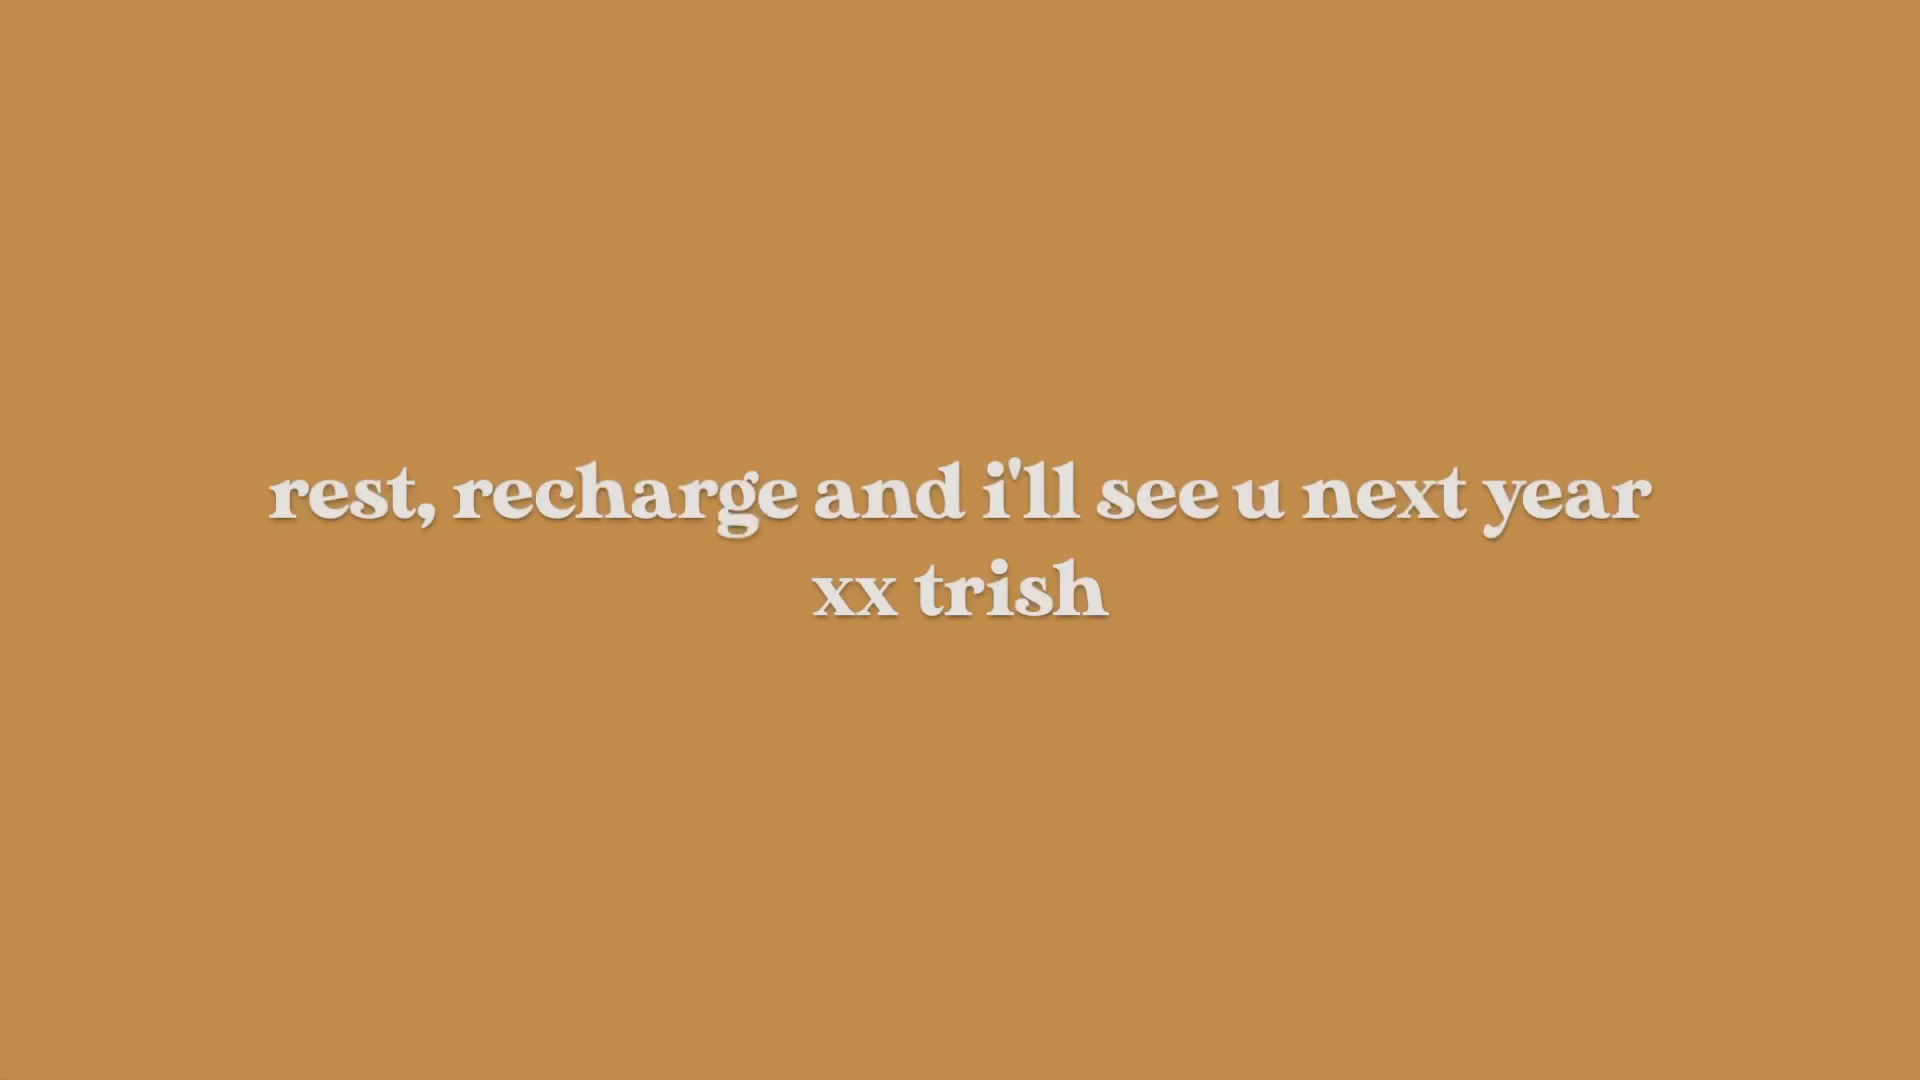 rest, recharge and i'll see u next year
xx trish